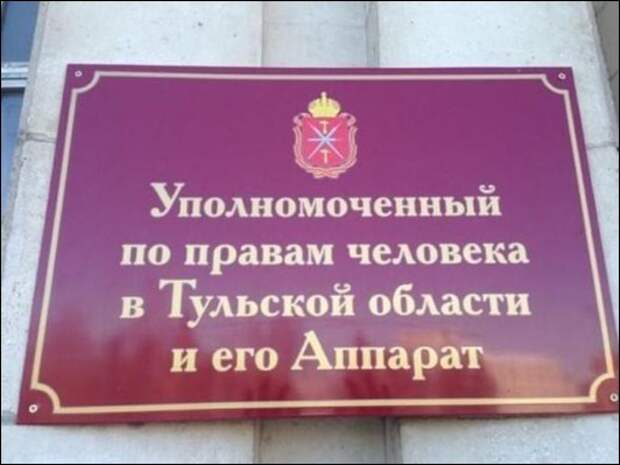 Уполномоченный
по правам человека
в Тульской области
и его Аппарат